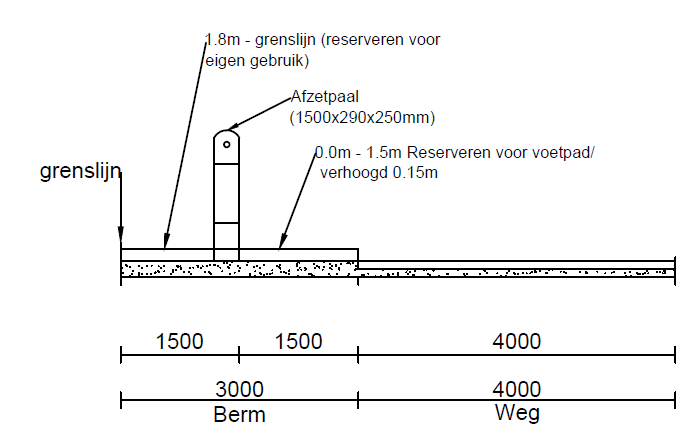 1.8m - grenslijn (reserveren voor
eigen gebruik)
Afzetpaal
(1500x290x250mm)
0.0m - 1.5m Reserveren voor voetpad/
verhoogd 0.15m
grenslijn
1500 1500 4000
3000 4000
Berm Weg